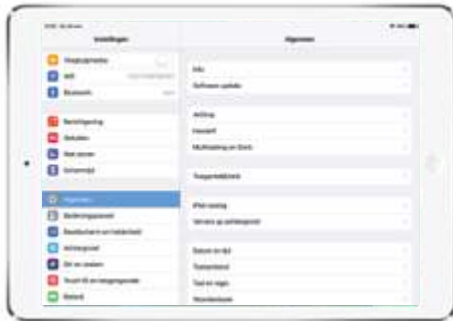 Instellingen
Vliegtuigmodus
Wifi
Bluetooth
Berichtgeving
Geluiden
Niet storen
Schermtijd
Algemeen
Bedieningspaneel
Beeldscherm en helderheid
Achtergrond
Siri en zoeken
Touch ID en toegangscode
Batterij
Algemeen
Info
Software-update
AirDrop
Handoff
Multitasking en Dock
Toegankelijkheid
iPad-opslag
Ververs op achtergrond
Datum en tijd
Toetsenbord
Taal en regio
Woordenboek